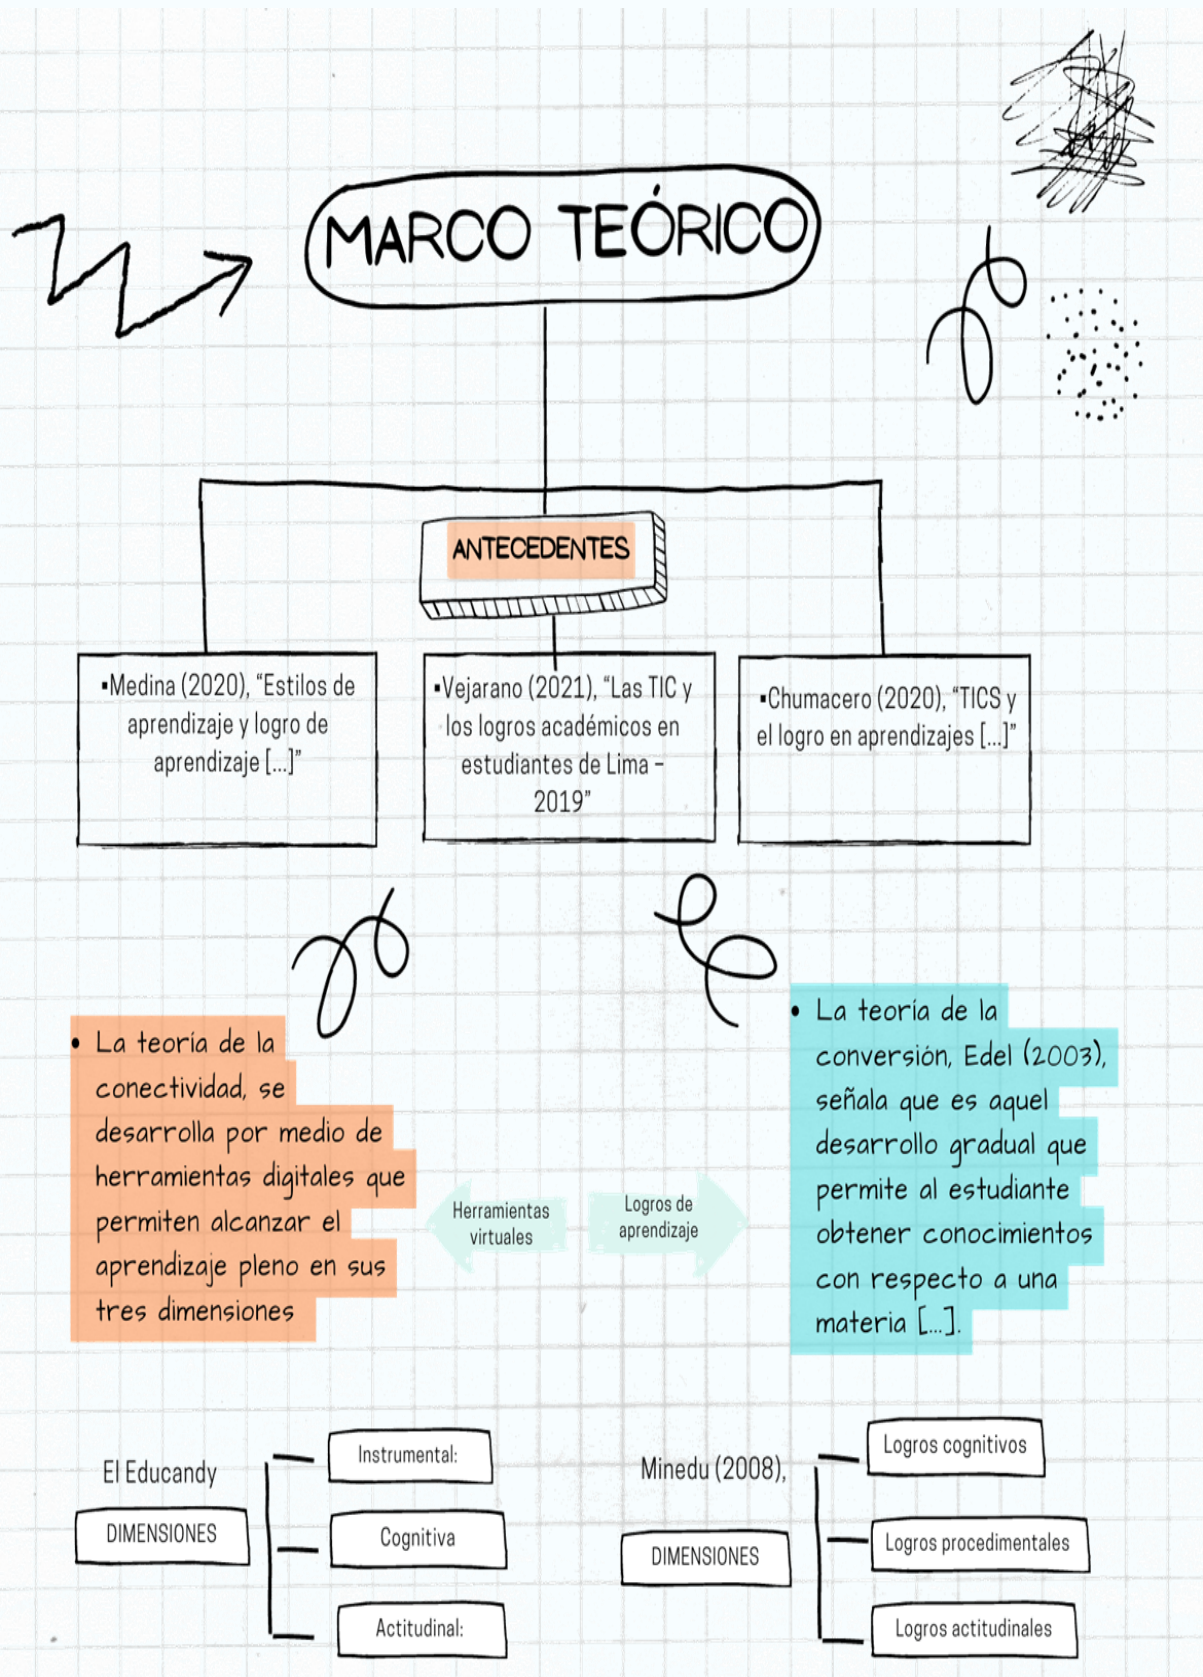 MARCO TEÓRICO
ANTECEDENTES
▪Medina (2020), “Estilos de
aprendizaje y logro de
aprendizaje [...]”
▪Vejarano (2021), “Las TIC y
los logros académicos en
estudiantes de Lima –
2019”
▪Chumacero (2020), “TICS y
el logro en aprendizajes [...]”
• La teoría de la
conectividad, se
desarrolla por medio de
herramientas digitales que
permiten alcanzar el
aprendizaje pleno en sus
tres dimensiones
Herramientas
virtuales
Logros de
aprendizaje
• La teoría de la
conversión, Edel (2003),
señala que es aquel
desarrollo gradual que
permite al estudiante
obtener conocimientos
con respecto a una
materia [...].
El Educandy
DIMENSIONES
Instrumental:
Cognitiva
Actitudinal:
Minedu (2008),
DIMENSIONES
Logros cognitivos
Logros procedimentales
Logros actitudinales